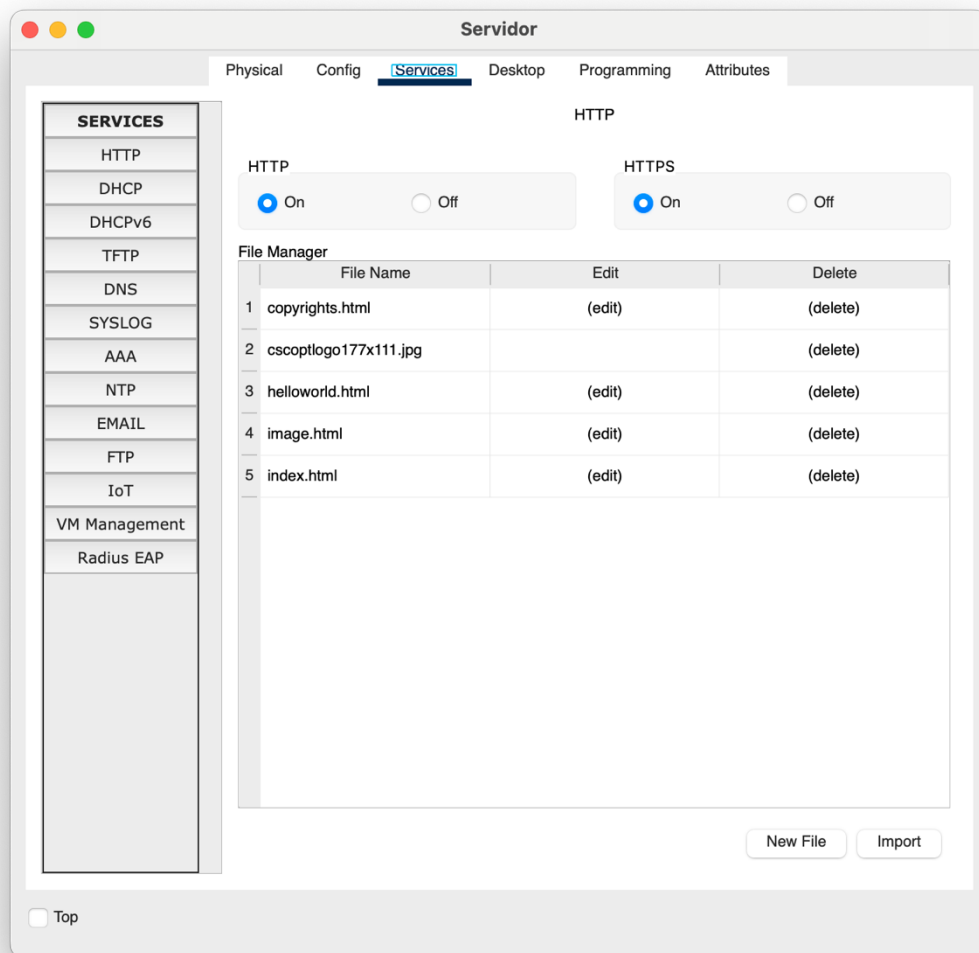 Servidor
Physical Config Services Desktop Programming Attributes
SERVICES
HTTP
DHCP
DHCPv6
TFTP
DNS
SYSLOG
AAA
NTP
EMAIL
FTP
IoT
VM Management
Radius EAP
HTTP
HTTP
On Off
HTTPS
On Off
File Manager
File Name Edit Delete
1 copyrights.html (edit) (delete)
2 cscoptlogo177x111.jpg (delete)
3 helloworld.html (edit) (delete)
4 image.html (edit) (delete)
5 index.html (edit) (delete)
New File Import
Top